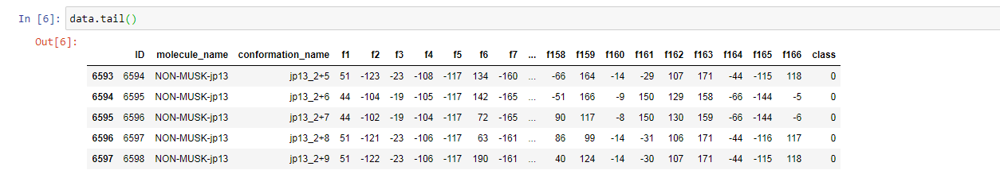 In [6]: data.tail()
Out[6]:
ID molecule_name conformation_name f1 f2 f3 f4 f5 f6 f7 ... f158 f159 f160 f161 f162 f163 f164 f165 f166 class
6593 6594 NON-MUSK-jp13 jp13_2+5 51 -123 -23 -108 -117 134 -160 ... -66 164 -14 -29 107 171 -44 -115 118 0
6594 6595 NON-MUSK-jp13 jp13_2+6 44 -104 -19 -105 -117 142 -165 ... -51 166 -9 150 129 158 -66 -144 -5 0
6595 6596 NON-MUSK-jp13 jp13_2+7 44 -102 -19 -104 -117 72 -165 ... 90 117 -8 150 130 159 -66 -144 -6 0
6596 6597 NON-MUSK-jp13 jp13_2+8 51 -121 -23 -106 -117 63 -161 ... 86 99 -14 -31 106 171 -44 -116 117 0
6597 6598 NON-MUSK-jp13 jp13_2+9 51 -122 -23 -106 -117 190 -161 ... 40 124 -14 -30 107 171 -44 -115 118 0